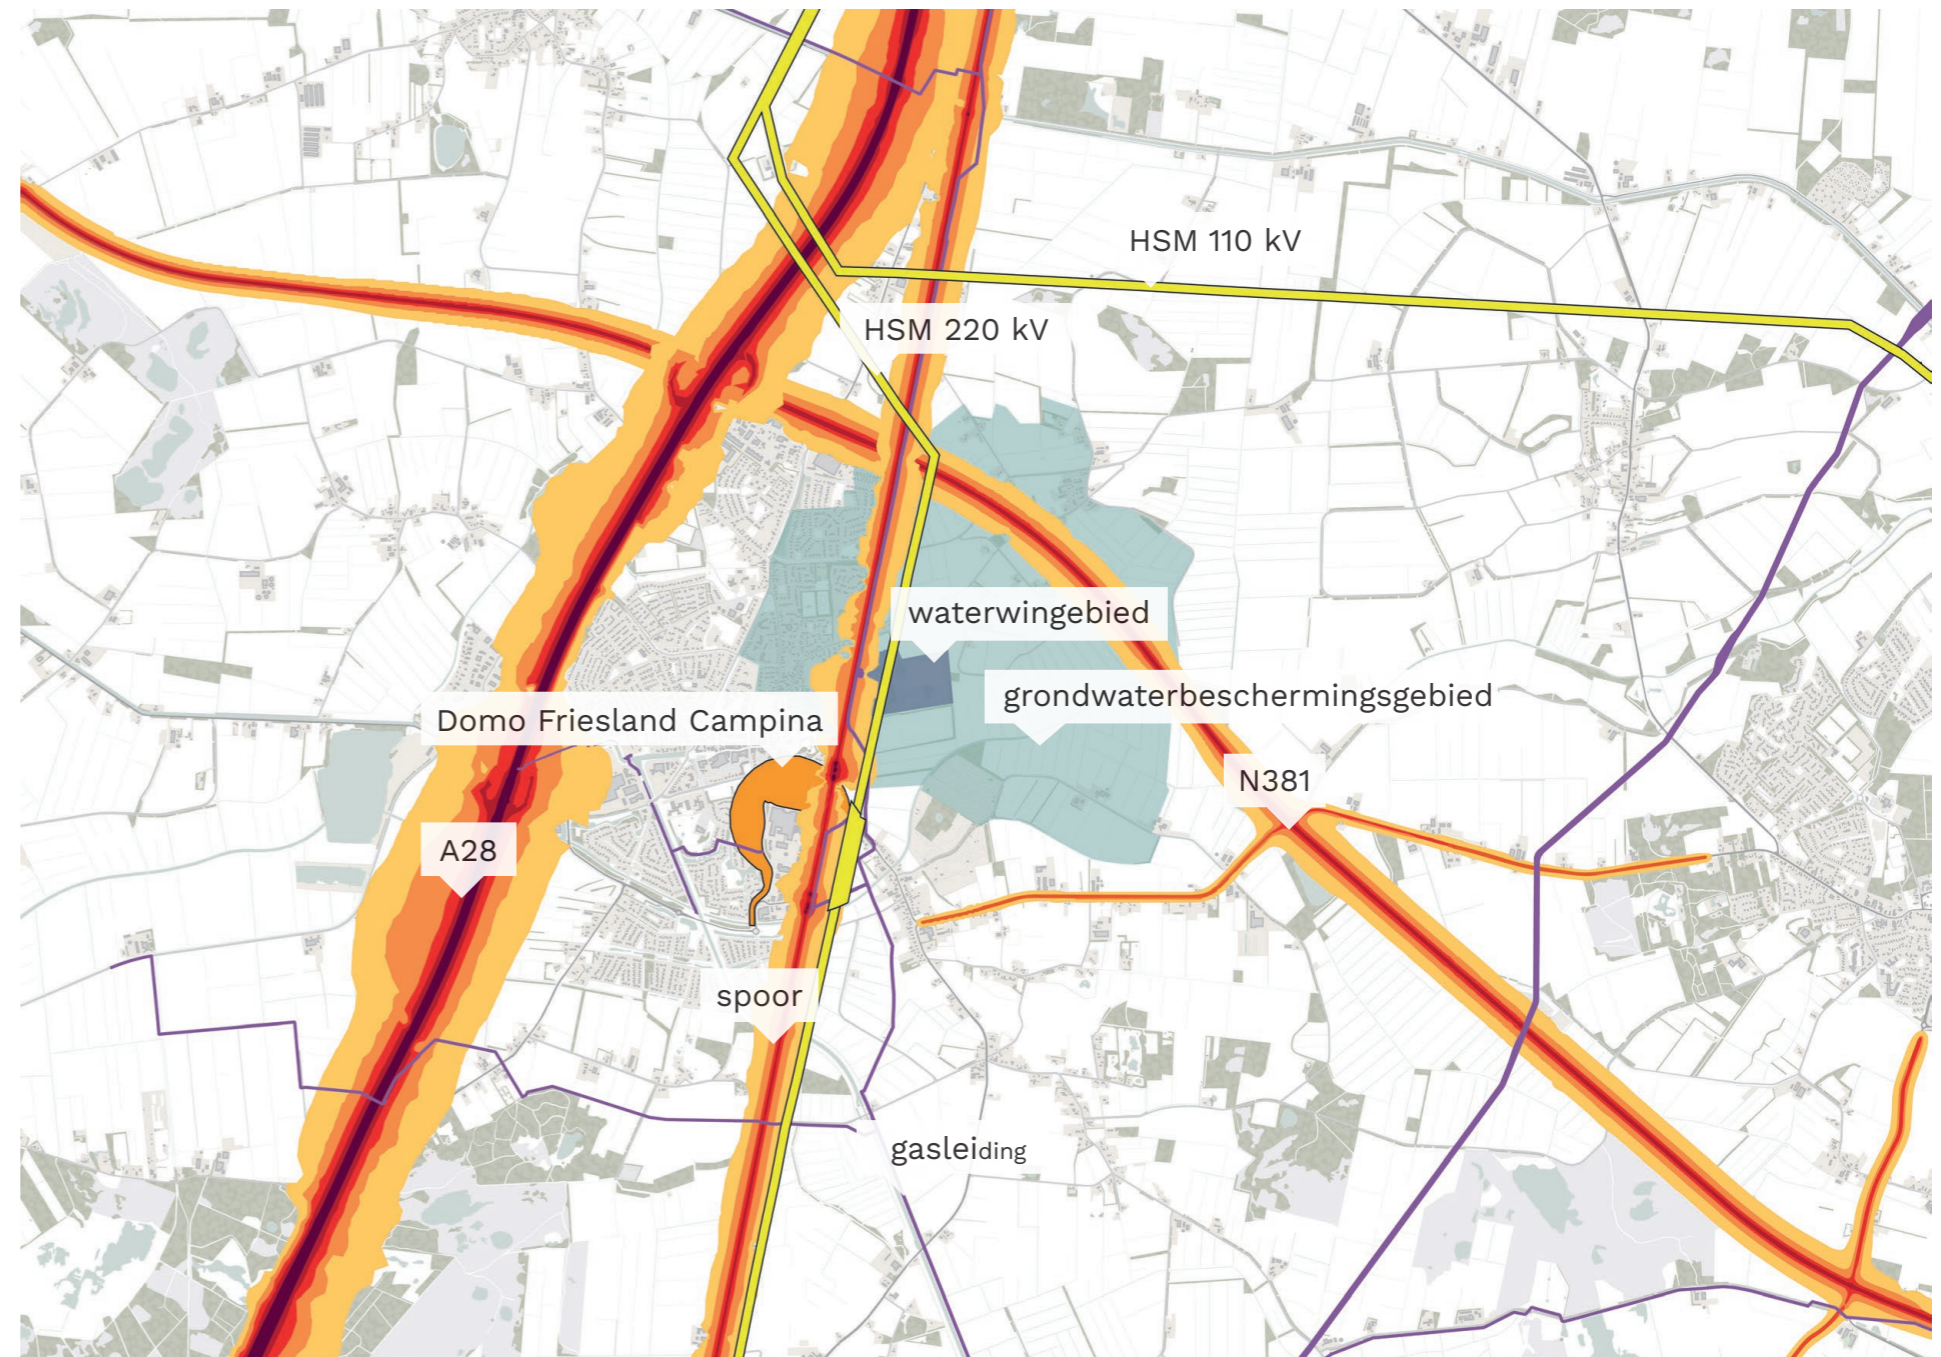 HSM 110 kV
HSM 220 kV
waterwingebied
grondwaterbeschermingsgebied
Domo Friesland Campina
N381
A28
spoor
gasleiding